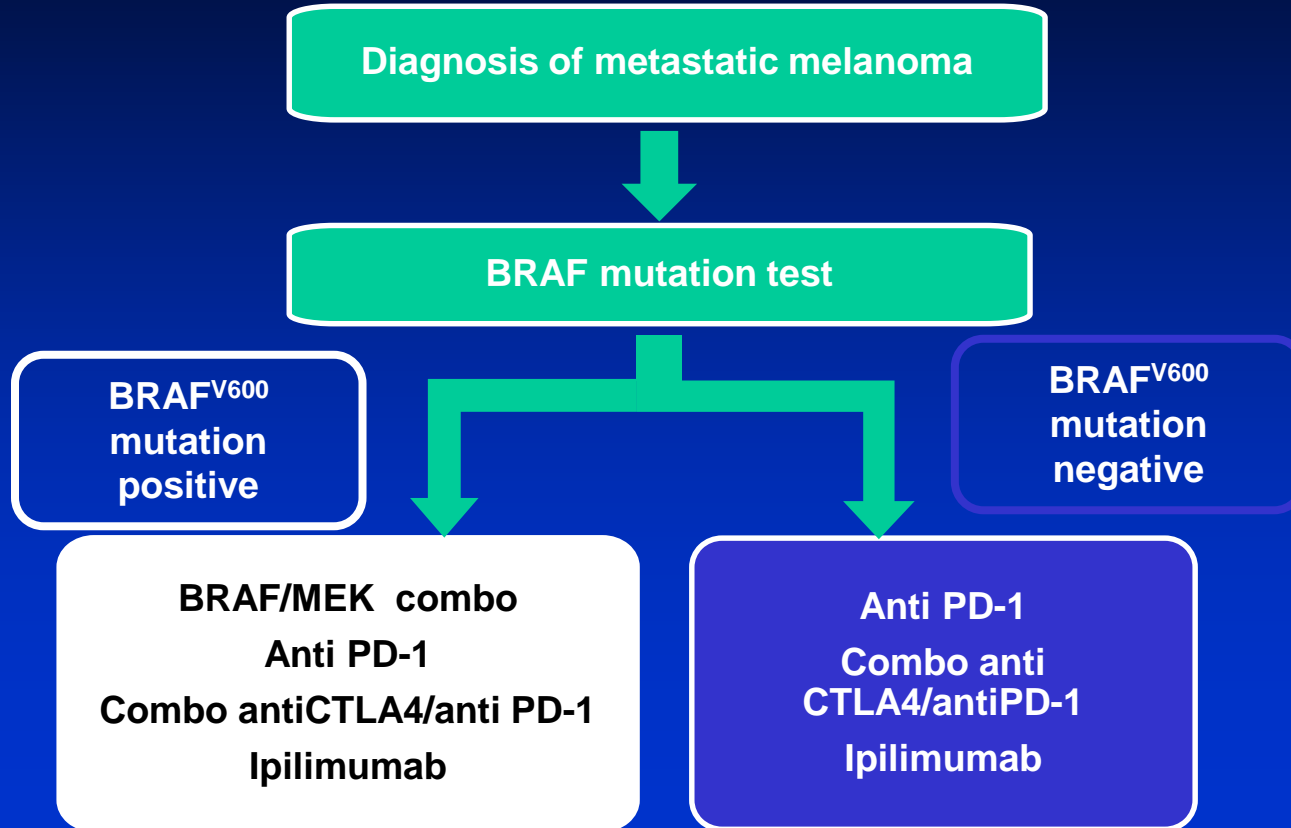 Diagnosis of metastatic melanoma
BRAF mutation test
BRAFV600
mutation
positive
BRAFV600
mutation
negative
BRAF/MEK combo
Anti PD-1
Combo antiCTLA4/anti PD-1
Ipilimumab
Anti PD-1
Combo anti
CTLA4/antiPD-1
Ipilimumab